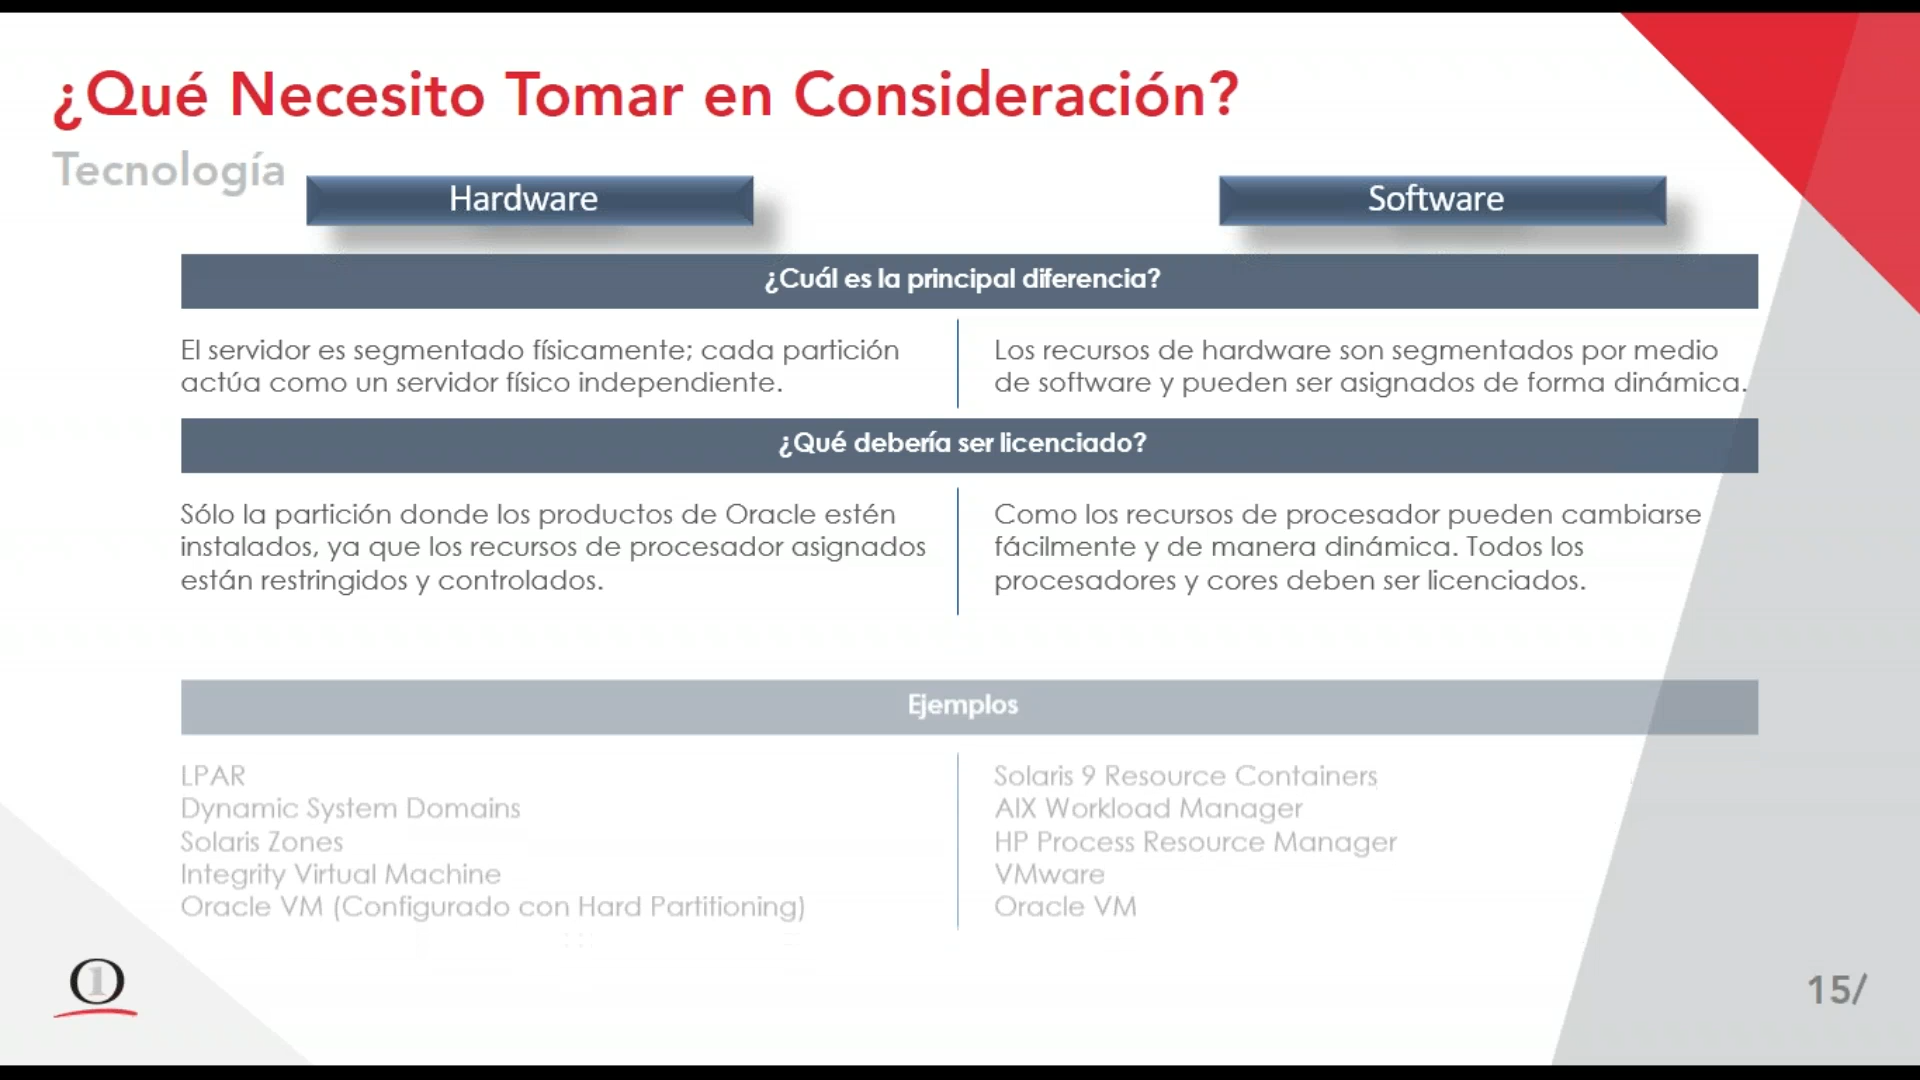 ¿Qué Necesito Tomar en Consideración?
Tecnología
Hardware
Software
¿Cuál es la principal diferencia?
El servidor es segmentado físicamente; cada partición
actúa como un servidor físico independiente.
Los recursos de hardware son segmentados por medio
de software y pueden ser asignados de forma dinámica.
¿Qué debería ser licenciado?
Sólo la partición donde los productos de Oracle estén
instalados, ya que los recursos de procesador asignados
están restringidos y controlados.
Como los recursos de procesador pueden cambiarse
fácilmente y de manera dinámica. Todos los
procesadores y cores deben ser licenciados.
Ejemplos
LPAR
Dynamic System Domains
Solaris Zones
Integrity Virtual Machine
Oracle VM (Configurado con Hard Partitioning)
Solaris 9 Resource Containers
AIX Workload Manager
HP Process Resource Manager
VMware
Oracle VM
O1
15/